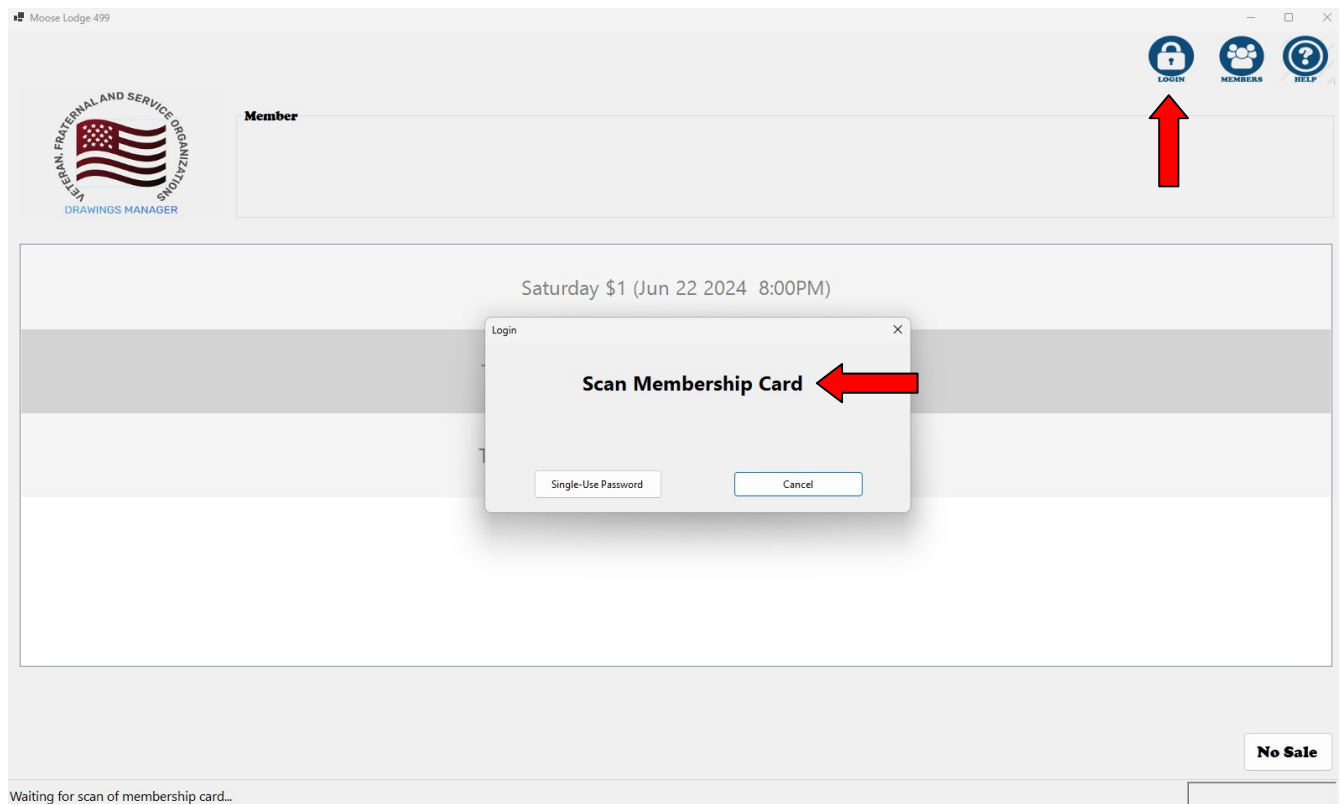 Moose Lodge 499
LOGIN
MEMBERS
HELP
VETERAN, FRATERNAL AND SERVICE ORGANIZATIONS
DRAWINGS MANAGER
Member
Saturday $1 (Jun 22 2024 8:00PM)
Login
Scan Membership Card
Single-Use Password
Cancel
No Sale
Waiting for scan of membership card...